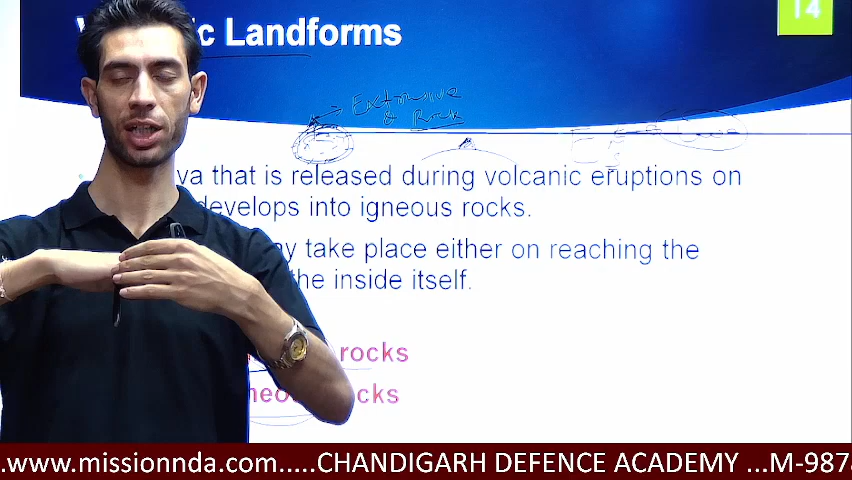 c Landforms
14
Extrusive
& Rock
va that is released during volcanic eruptions on
develops into igneous rocks.
take place either on reaching the
the inside itself.
rocks
cks
.www.missionnda.com.....CHANDIGARH DEFENCE ACADEMY ...M-987